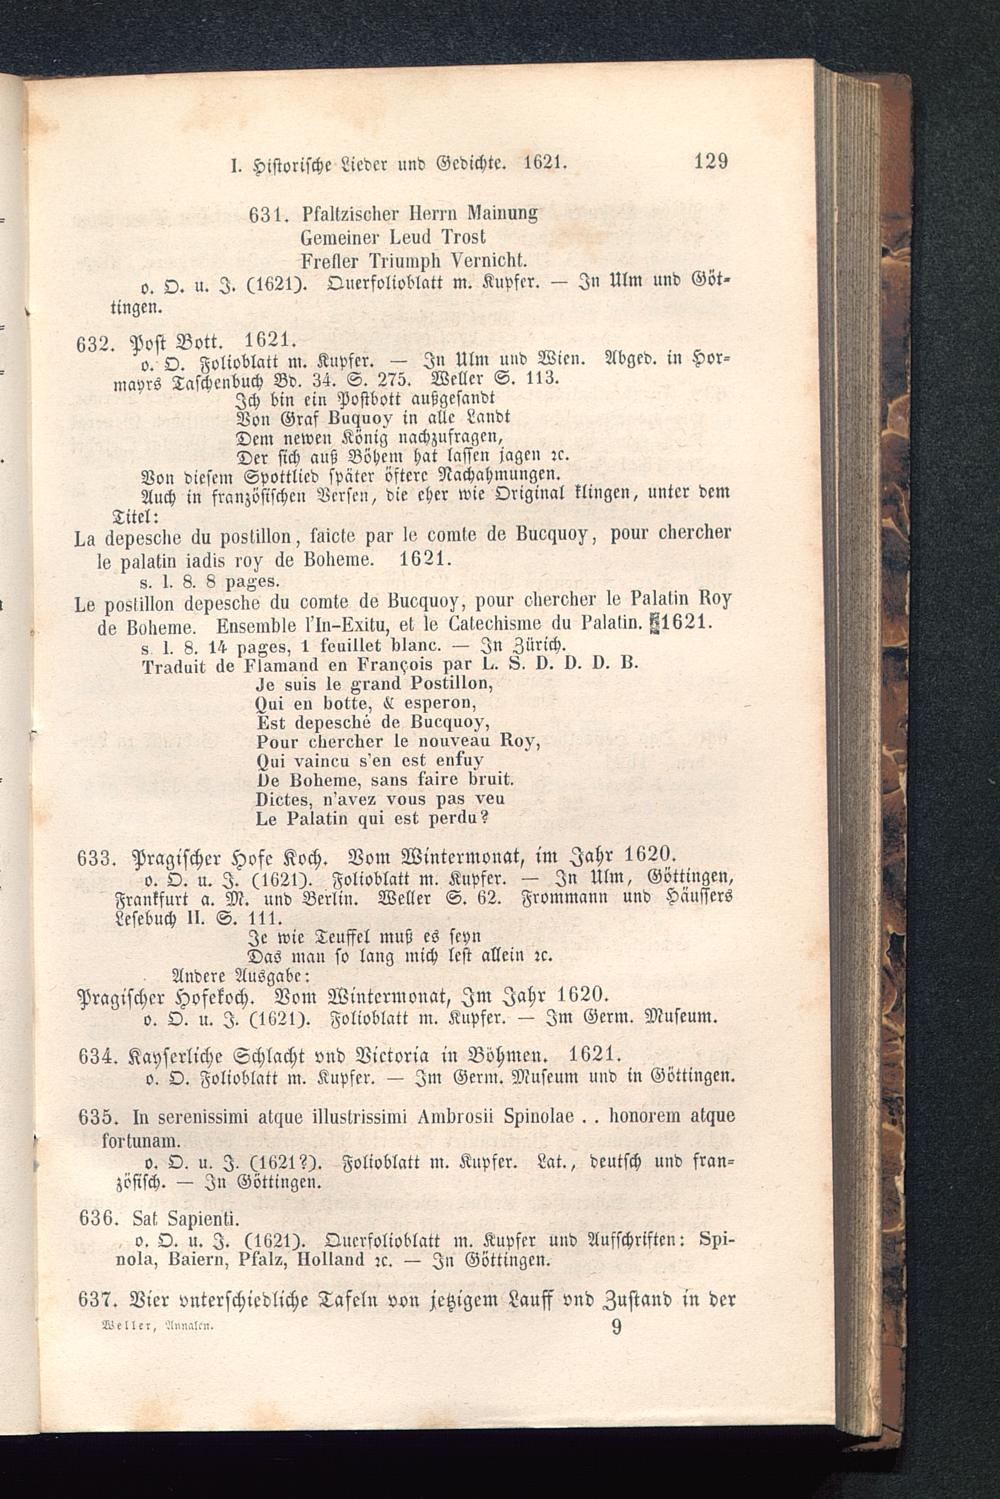 I. Historische Lieder und Gedichte. 1621. 129
631. Pfaltzischer Herrn Mainung
Gemeiner Leud Trost
Fresser Triumph Vernicht.
o. O. u. J. (1621). Querfolioblatt m. Kupfer. — In Ulm und Göt-
tingen.
632. Post Bott. 1621.
o. O. Folioblatt m. Kupfer. — In Ulm und Wien. Abged. in Hor-
mayrs Taschenbuch Bd. 34. S. 275. Weller S. 113.
Ich bin ein Postbott außgesandt
Von Graf Buquoy in alle Landt
Dem newen König nachzufragen,
Der sich auß Böhem hat lassen jagen ꝛc.
Von diesem Spottlied später öftere Nachahmungen.
Auch in französischen Versen, die eher wie Original klingen, unter dem
Titel:
La depesche du postillon, faicte par le comte de Bucquoy, pour chercher
le palatin iadis roy de Boheme. 1621.
s. l. 8. 8 pages.
Le postillon depesche du comte de Bucquoy, pour chercher le Palatin Roy
de Boheme. Ensemble l'In-Exitu, et le Catechisme du Palatin. 1621.
s. l. 8. 14 pages, 1 feuillet blanc. — In Zürich.
Traduit de Flamand en François par L. S. D. D. D. B.
Je suis le grand Postillon,
Qui en botte, & esperon,
Est depesché de Bucquoy,
Pour chercher le nouveau Roy,
Qui vaincu s'en est enfuy
De Boheme, sans faire bruit.
Dictes, n'avez vous pas veu
Le Palatin qui est perdu?
633. Pragischer Hofe Koch. Vom Wintermonat, im Jahr 1620.
o. O. u. J. (1621). Folioblatt m. Kupfer. — In Ulm, Göttingen,
Frankfurt a. M. und Berlin. Weller S. 62. Frommann und Häussers
Lesebuch II. S. 111.
Je wie Teuffel muß es seyn
Das man so lang mich lest allein ꝛc.
Andere Ausgabe:
Pragischer Hofekoch. Vom Wintermonat, Im Jahr 1620.
o. O. u. J. (1621). Folioblatt m. Kupfer. — Im Germ. Museum.
634. Kayserliche Schlacht vnd Victoria in Böhmen. 1621.
o. O. Folioblatt m. Kupfer. — Im Germ. Museum und in Göttingen.
635. In serenissimi atque illustrissimi Ambrosii Spinolae . . honorem atque
fortunam.
o. O. u. J. (1621?). Folioblatt m. Kupfer. Lat., deutsch und fran-
zösisch. — In Göttingen.
636. Sat Sapienti.
o. O. u. J. (1621). Querfolioblatt m. Kupfer und Aufschriften: Spi-
nola, Baiern, Pfalz, Holland ꝛc. — In Göttingen.
637. Vier vnterschiedliche Tafeln von jetzigem Lauff vnd Zustand in der
Weller, Annalen. 9